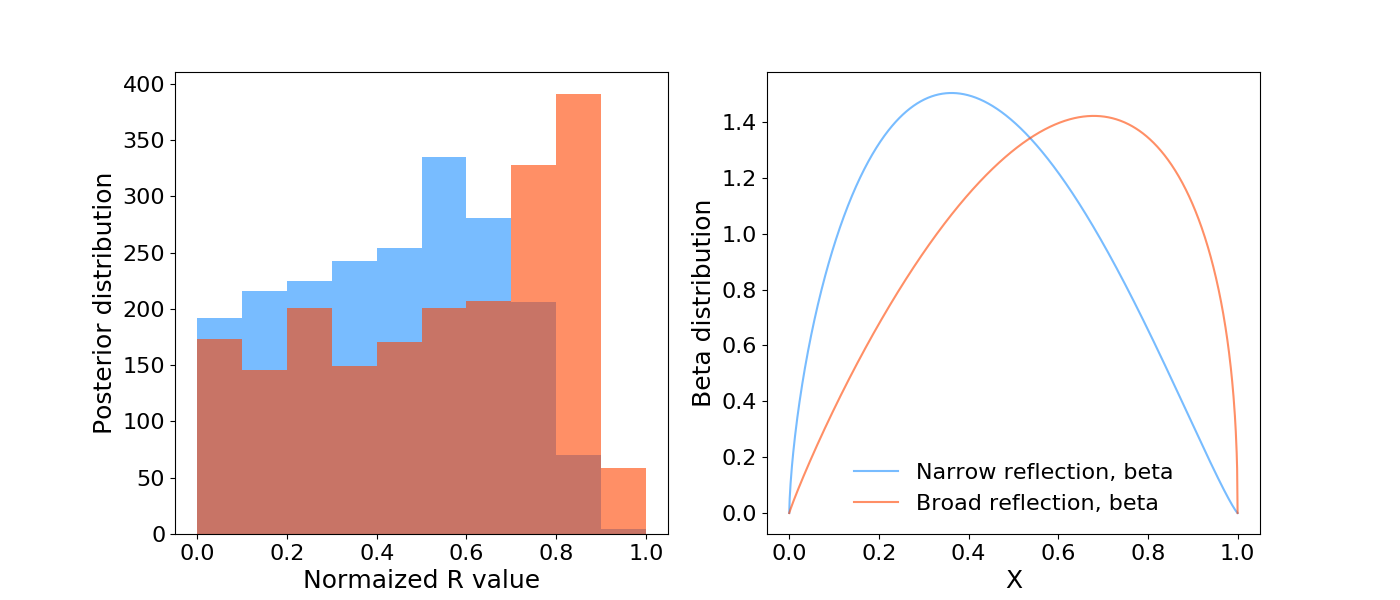 Posterior distribution
400
350
300
250
200
150
100
50
0
0.0 0.2 0.4 0.6 0.8 1.0
Normaized R value
Beta distribution
1.4
1.2
1.0
0.8
0.6
0.4
0.2
0.0
Narrow reflection, beta
Broad reflection, beta
0.0 0.2 0.4 0.6 0.8 1.0
X